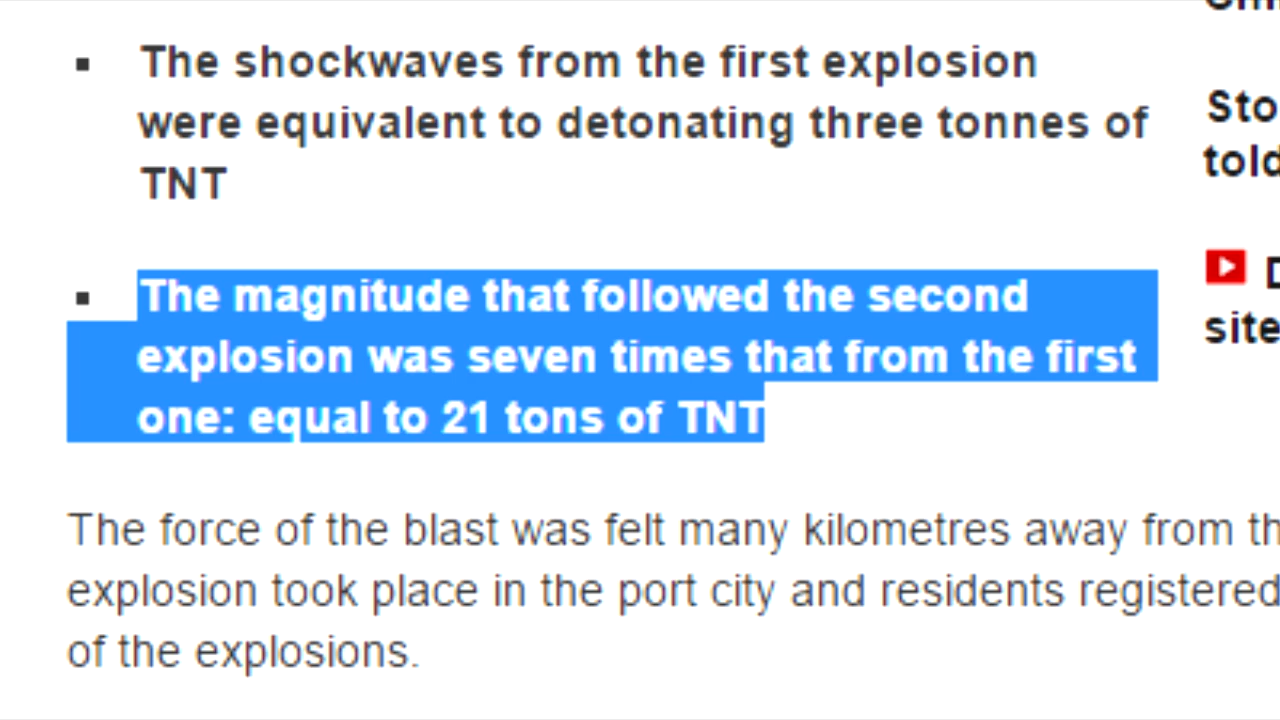 The shockwaves from the first explosion
were equivalent to detonating three tonnes of
TNT
The magnitude that followed the second
explosion was seven times that from the first
one: equal to 21 tons of TNT
The force of the blast was felt many kilometres away from
explosion took place in the port city and residents registered
of the explosions.
told
site